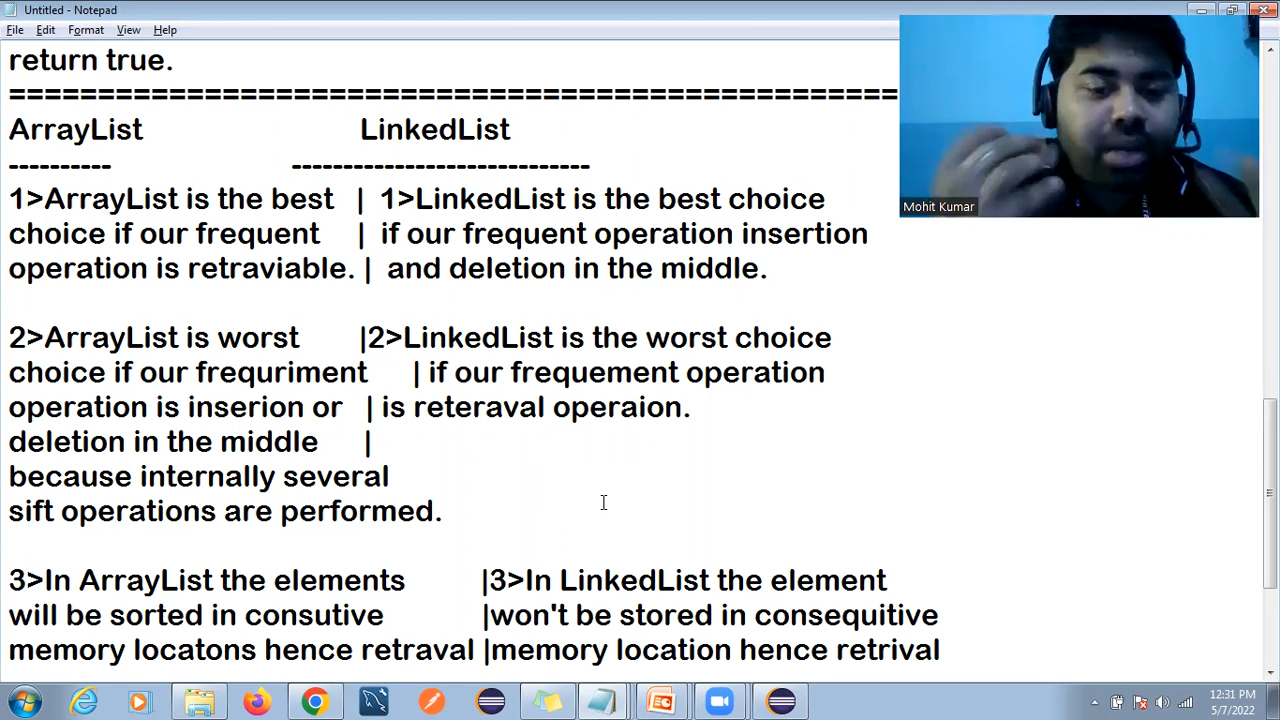 Untitled - Notepad
File Edit Format View Help
return true.
==================================================
ArrayList LinkedList
---------- ----------------------------
1>ArrayList is the best | 1>LinkedList is the best choice
choice if our frequent | if our frequent operation insertion
operation is retraviable. | and deletion in the middle.
2>ArrayList is worst |2>LinkedList is the worst choice
choice if our frequriment | if our frequement operation
operation is inserion or | is reteraval operaion.
deletion in the middle |
because internally several
sift operations are performed.
3>In ArrayList the elements |3>In LinkedList the element
will be sorted in consutive |won't be stored in consequitive
memory locatons hence retraval |memory location hence retrival
Mohit Kumar
12:31 PM
5/7/2022